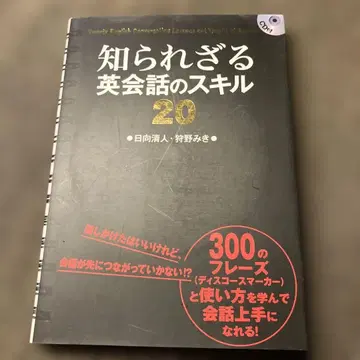 CD×1
知られざる
英会話のスキル
20
●日向清人・狩野みき●
話しかけたはいいけれど、
会話が先につながっていかない!?
300の
フレーズ
(ディスコースマーカー)
と使い方を学んで
会話上手に
なれる!